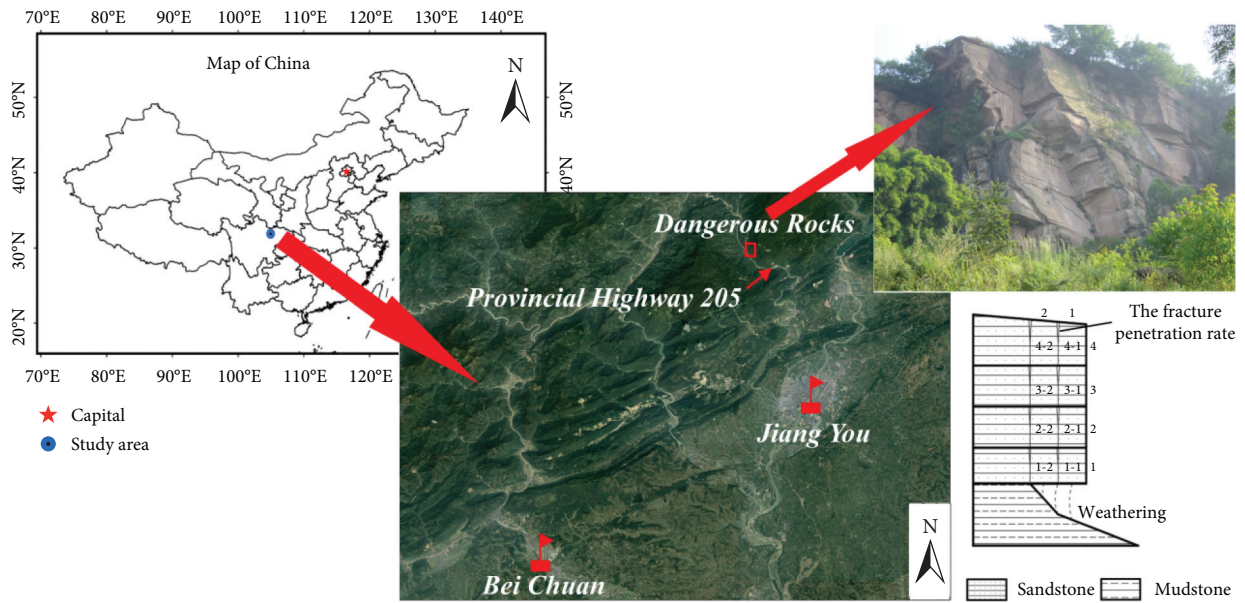 70°E 80°E 90°E 100°E 110°E 120°E 130°E 140°E
Map of China
N
50°N
40°N
30°N
20°N
50°N
40°N
70°E 80°E 90°E 100°E 110°E 120°E
Capital
Study area
Dangerous Rocks
Provincial Highway 205
Jiang You
Bei Chuan
N
2 1
The fracture
penetration rate
4-2 4-1 4
3-2 3-1 3
2-2 2-1 2
1-2 1-1 1
Weathering
Sandstone Mudstone